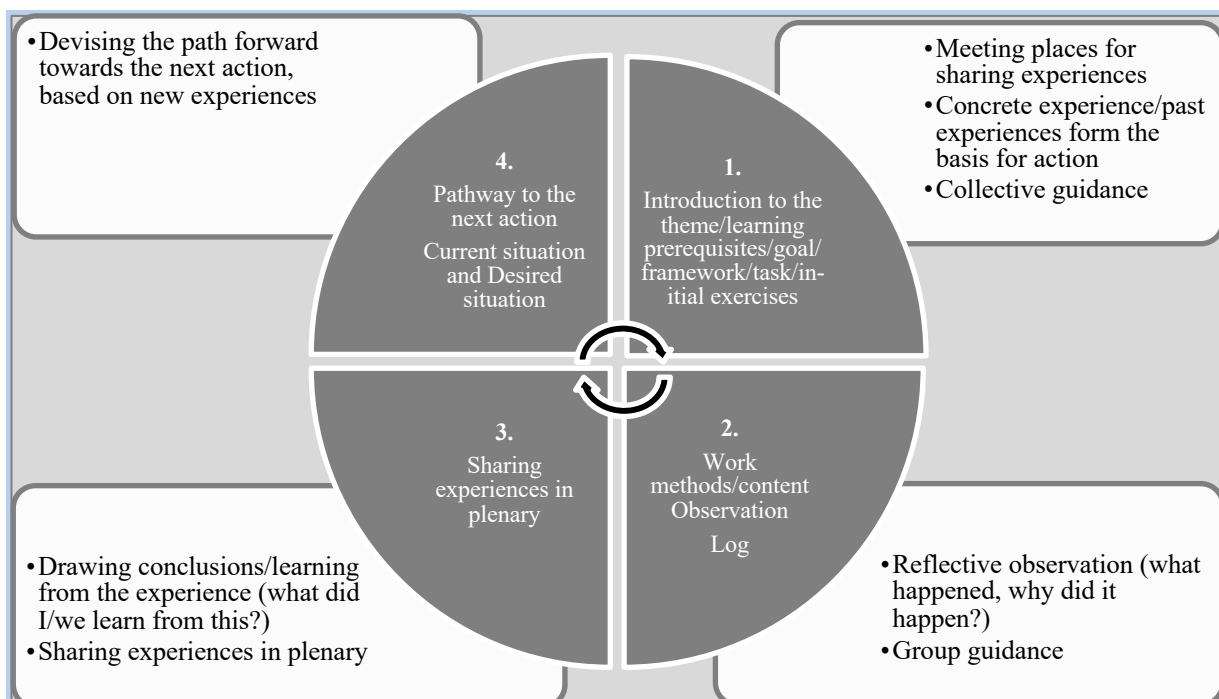 •Devising the path forward
towards the next action,
based on new experiences
•Meeting places for
sharing experiences
•Concrete experience/past
experiences form the
basis for action
•Collective guidance
4.
Pathway to the
next action
Current situation
and Desired
situation
1.
Introduction to the
theme/learning
prerequisites/goal/
framework/task/in-
itial exercises
3.
Sharing
experiences in
plenary
2.
Work
methods/content
Observation
Log
•Drawing conclusions/learning
from the experience (what did
I/we learn from this?)
•Sharing experiences in plenary
•Reflective observation (what
happened, why did it
happen?)
•Group guidance